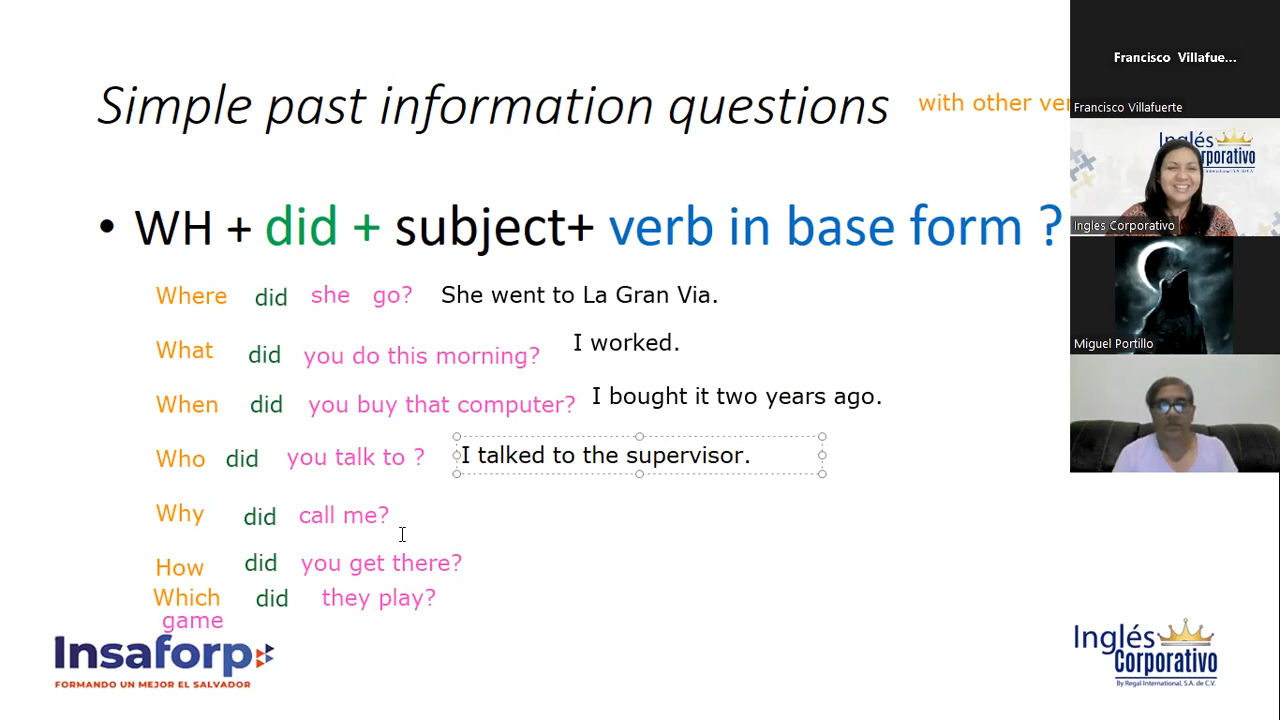 Simple past information questions
with other ver
• WH + did + subject+ verb in base form ?
Where did she go? She went to La Gran Via.
What did you do this morning? I worked.
When did you buy that computer? I bought it two years ago.
Who did you talk to ? I talked to the supervisor.
Why did call me?
How did you get there?
Which did they play?
game
Insaforp
FORMANDO UN MEJOR EL SALVADOR
Inglés
Corporativo
By Regal International, S.A. de C.V.
Francisco Villafue...
Francisco Villafuerte
Inglés
Corporativo
Ingles Corporativo
Miguel Portillo